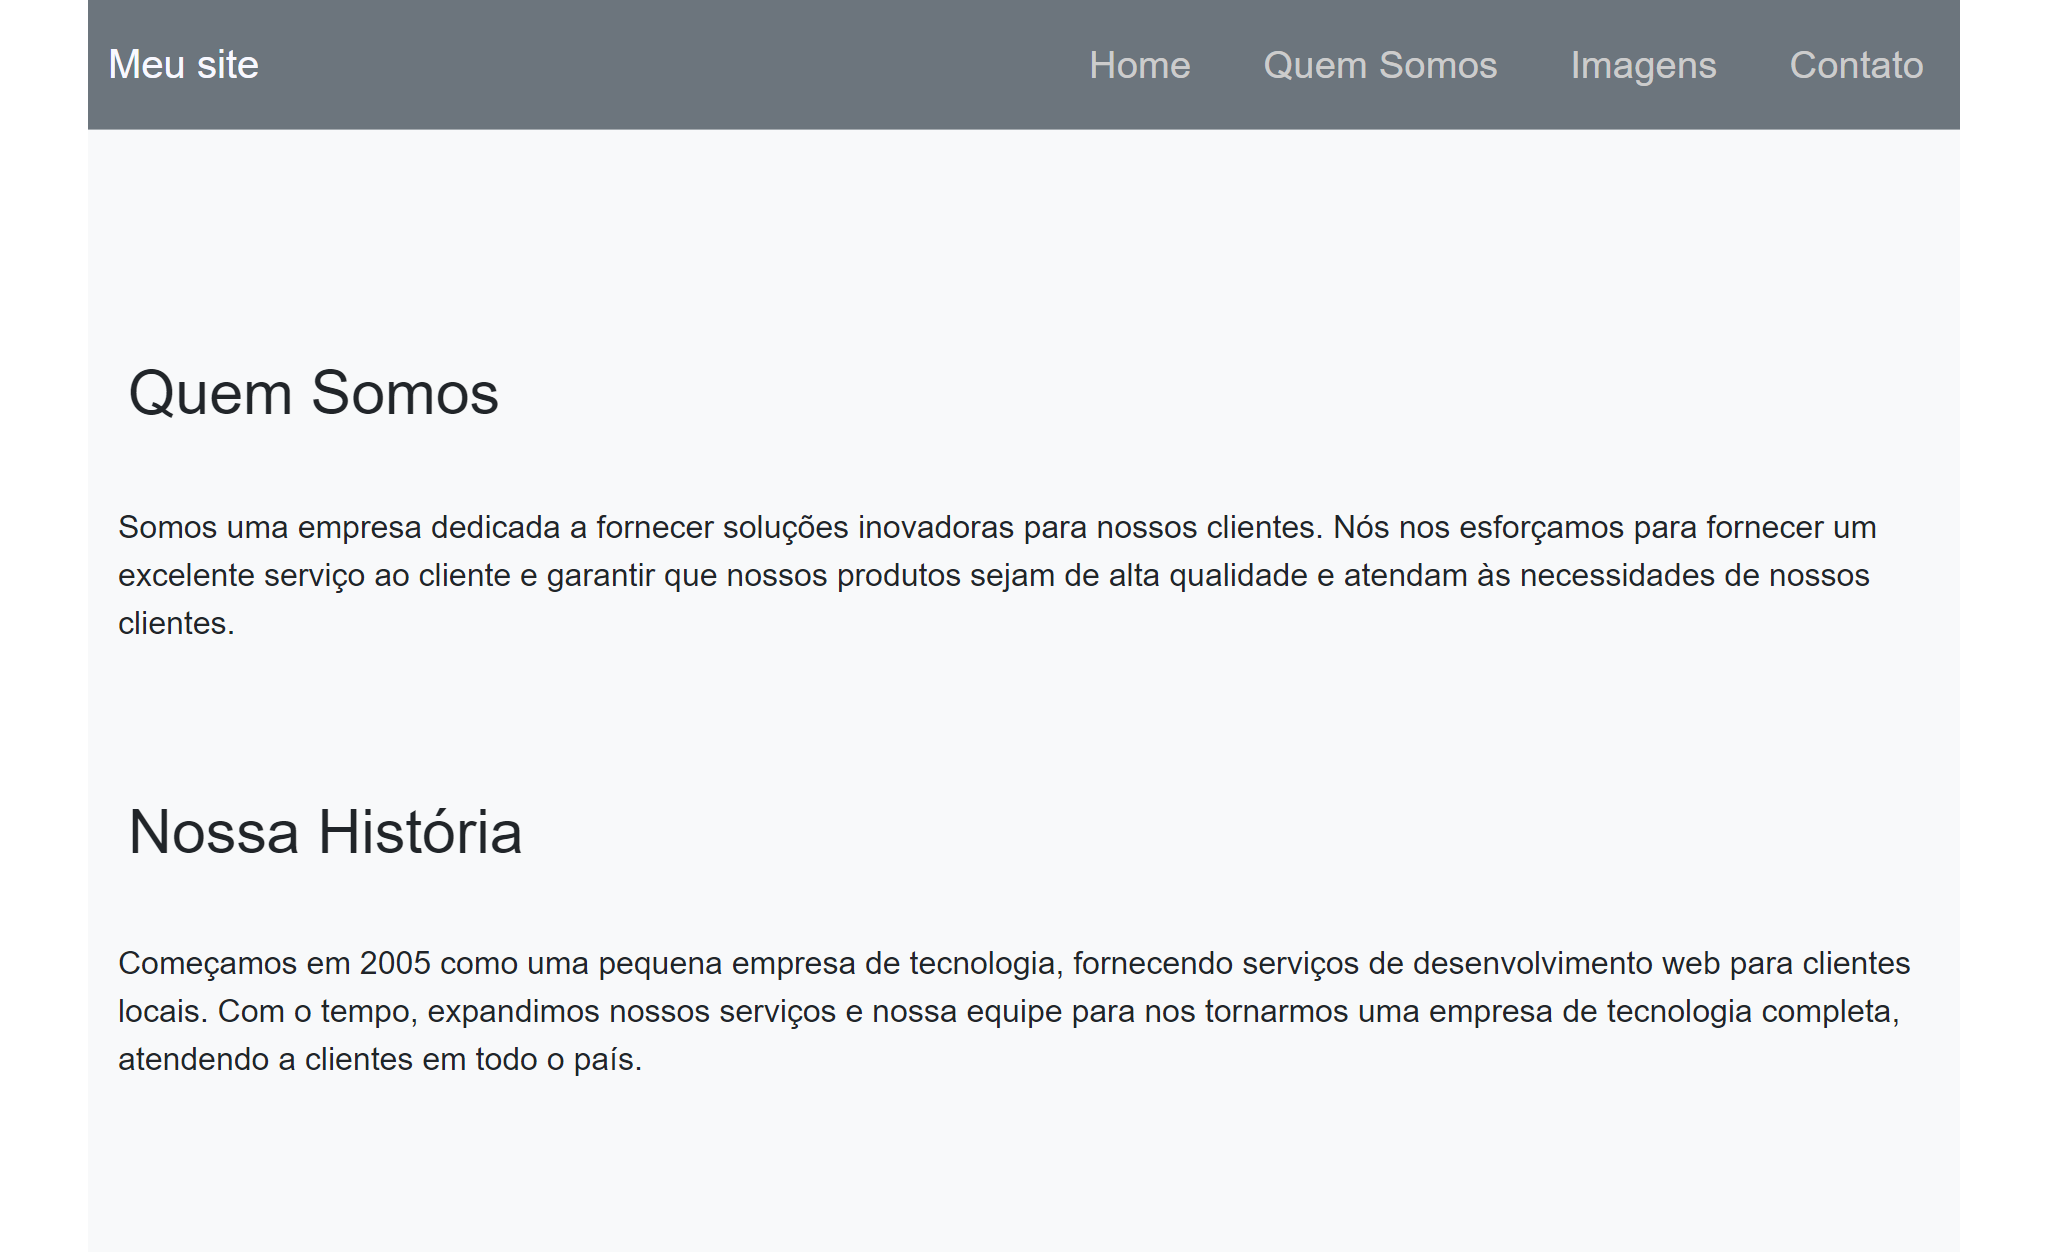 Meu site
Home
Quem Somos
Imagens
Contato
Quem Somos
Somos uma empresa dedicada a fornecer soluções inovadoras para nossos clientes. Nós nos esforçamos para fornecer um
excelente serviço ao cliente e garantir que nossos produtos sejam de alta qualidade e atendam às necessidades de nossos
clientes.
Nossa História
Começamos em 2005 como uma pequena empresa de tecnologia, fornecendo serviços de desenvolvimento web para clientes
locais. Com o tempo, expandimos nossos serviços e nossa equipe para nos tornarmos uma empresa de tecnologia completa,
atendendo a clientes em todo o país.